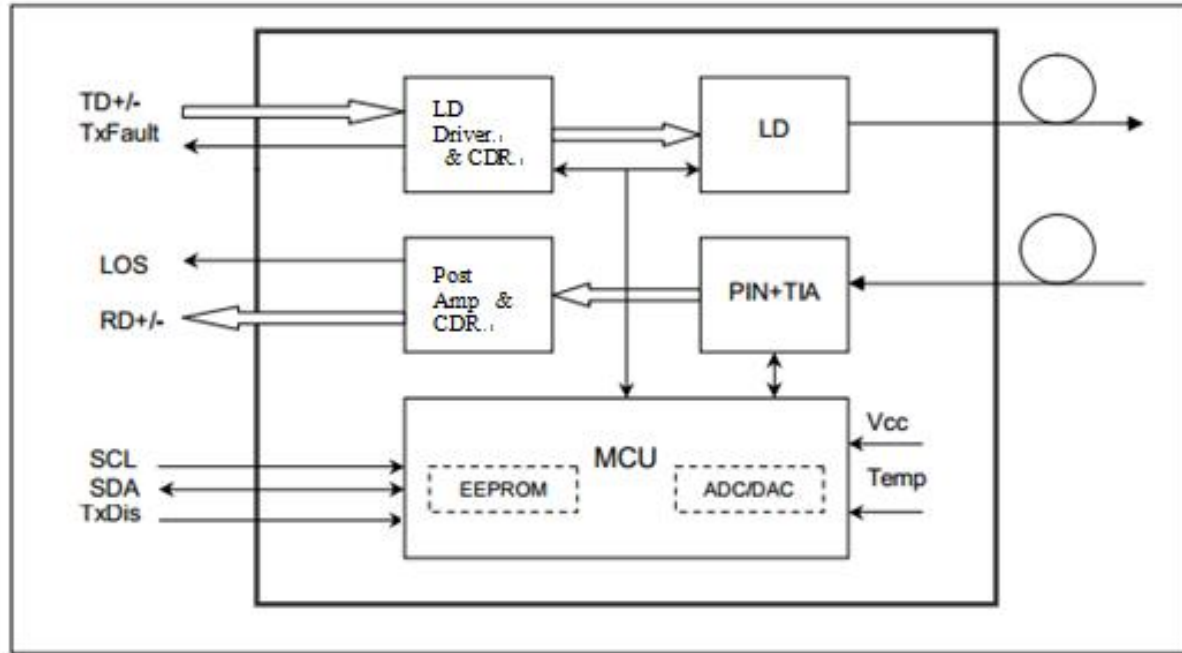 TD+/-
TxFault
LD
Driver.
& CDR.
LD
LOS
RD+/-
Post
Amp &
CDR.
PIN+TIA
SCL
SDA
TxDis
MCU
EEPROM
ADC/DAC
Vcc
Temp